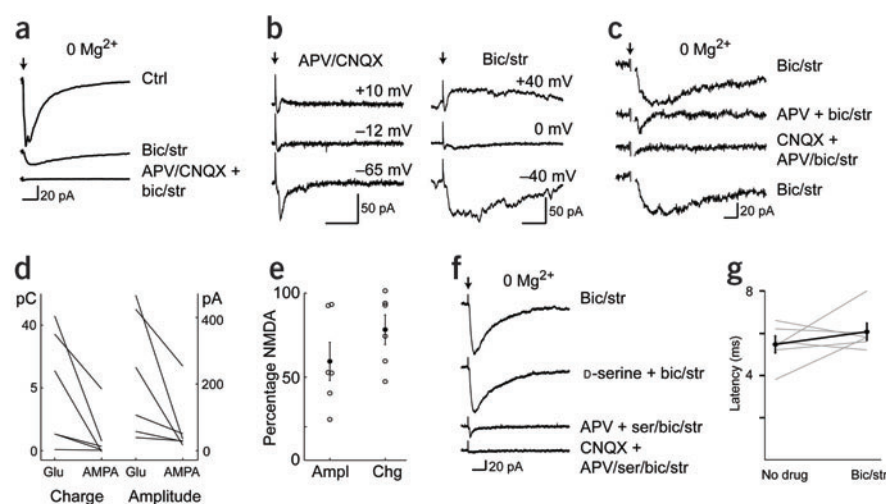 a
0 Mg2+
Ctrl
Bic/str
APV/CNQX +
bic/str
20 pA
b
APV/CNQX
Bic/str
+10 mV
+40 mV
–12 mV
0 mV
–65 mV
–40 mV
50 pA
50 pA
c
0 Mg2+
Bic/str
APV + bic/str
CNQX +
APV/bic/str
Bic/str
20 pA
d
pC
pA
40
400
5
200
0
0
Glu
AMPA
Glu
AMPA
Charge
Amplitude
e
Percentage NMDA
100
50
0
Ampl
Chg
f
0 Mg2+
Bic/str
D-serine + bic/str
APV + ser/bic/str
CNQX +
APV/ser/bic/str
20 pA
g
Latency (ms)
8
4
0
No drug
Bic/str